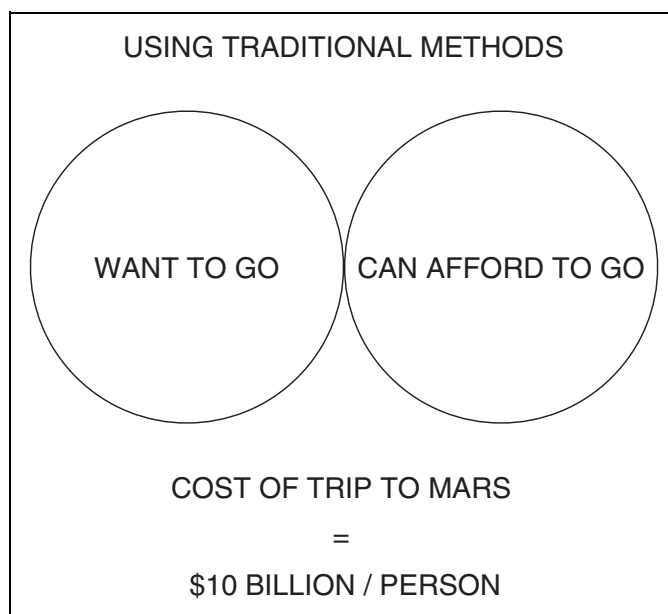 USING TRADITIONAL METHODS
WANT TO GO
CAN AFFORD TO GO
COST OF TRIP TO MARS
=
$10 BILLION / PERSON